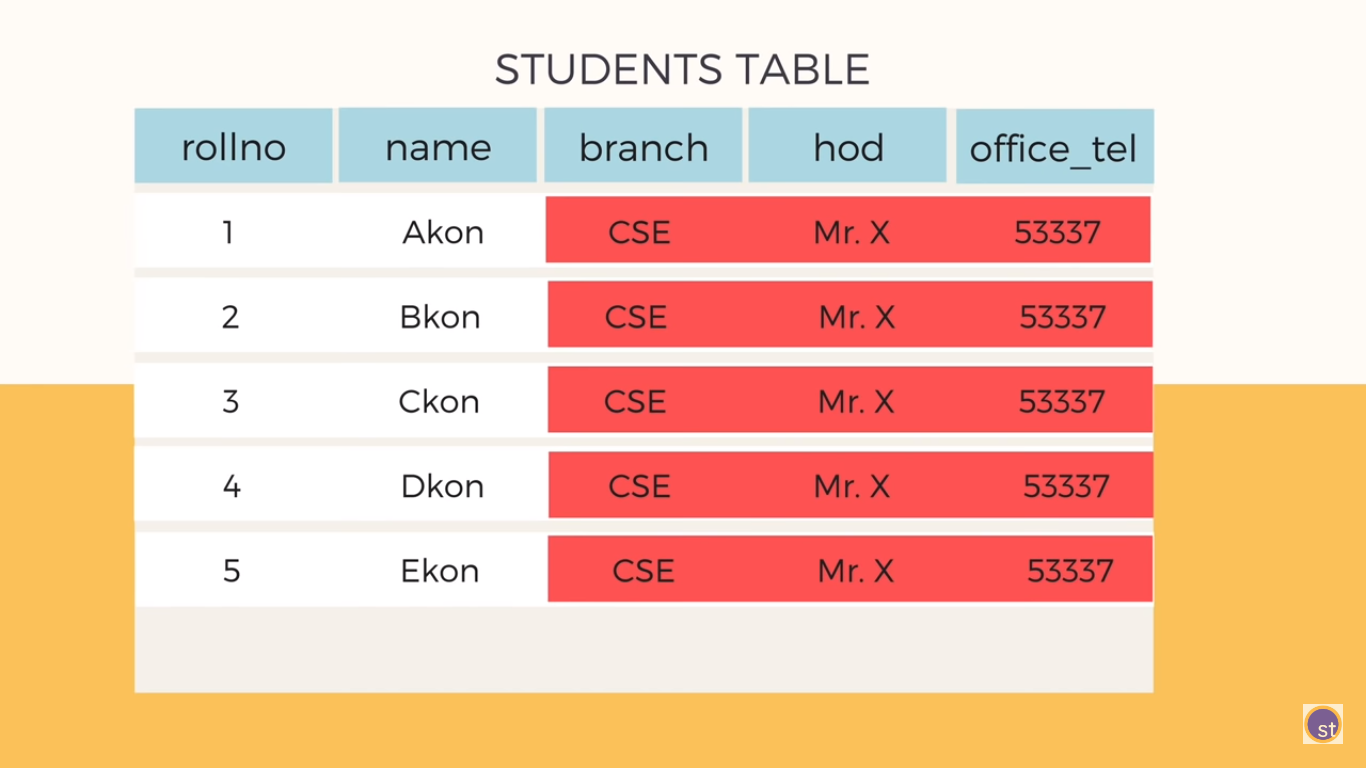 STUDENTS TABLE
rollno name branch hod office_tel
1 Akon CSE Mr. X 53337
2 Bkon CSE Mr. X 53337
3 Ckon CSE Mr. X 53337
4 Dkon CSE Mr. X 53337
5 Ekon CSE Mr. X 53337
st